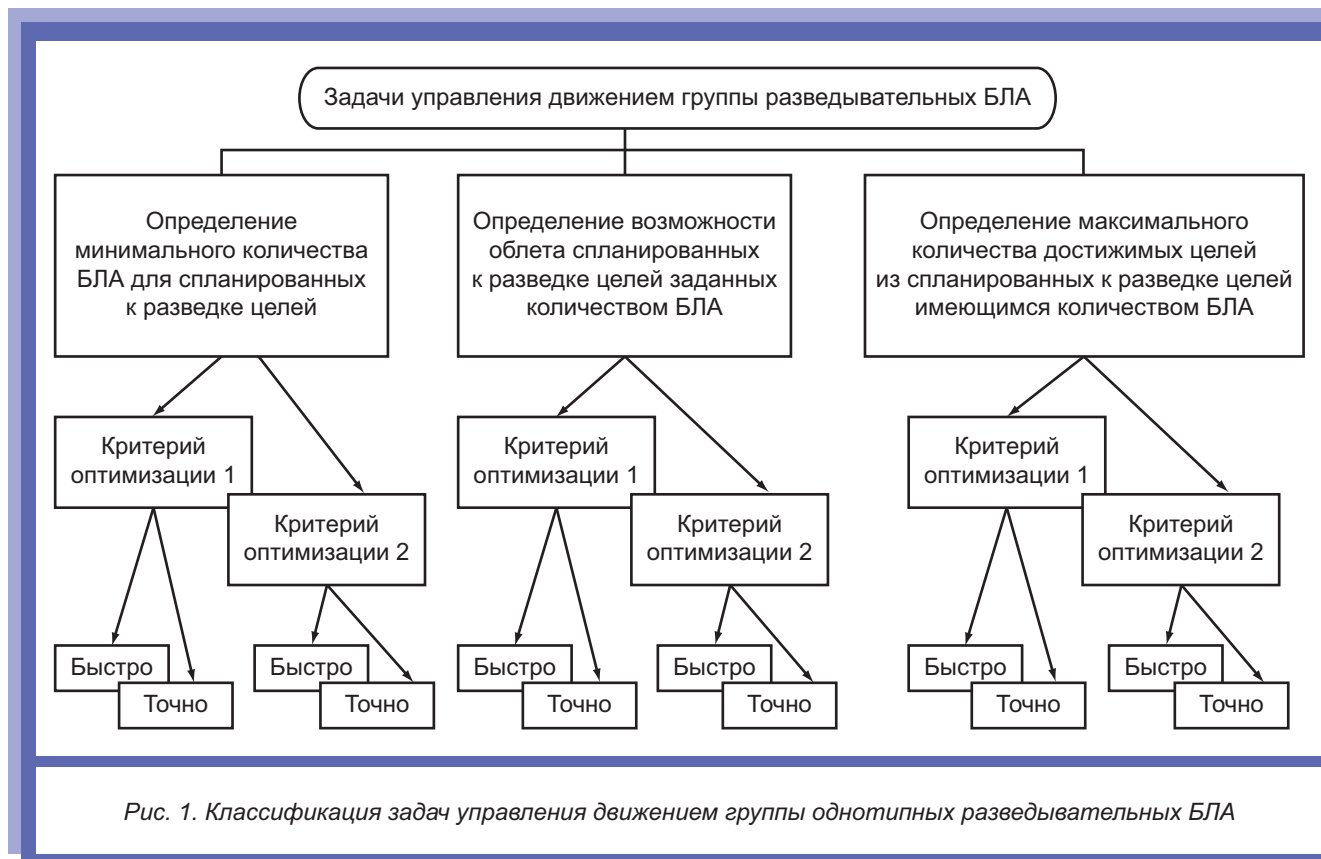 Задачи управления движением группы разведывательных БЛА
Определение
минимального количества
БЛА для спланированных
к разведке целей
Определение возможности
облета спланированных
к разведке целей заданных
количеством БЛА
Определение максимального
количества достижимых целей
из спланированных к разведке целей
имеющимся количеством БЛА
Критерий
оптимизации 1
Критерий
оптимизации 2
Критерий
оптимизации 1
Критерий
оптимизации 2
Критерий
оптимизации 1
Критерий
оптимизации 2
Быстро
Точно
Быстро
Точно
Быстро
Точно
Быстро
Точно
Быстро
Точно
Быстро
Точно
Рис. 1. Классификация задач управления движением группы однотипных разведывательных БЛА